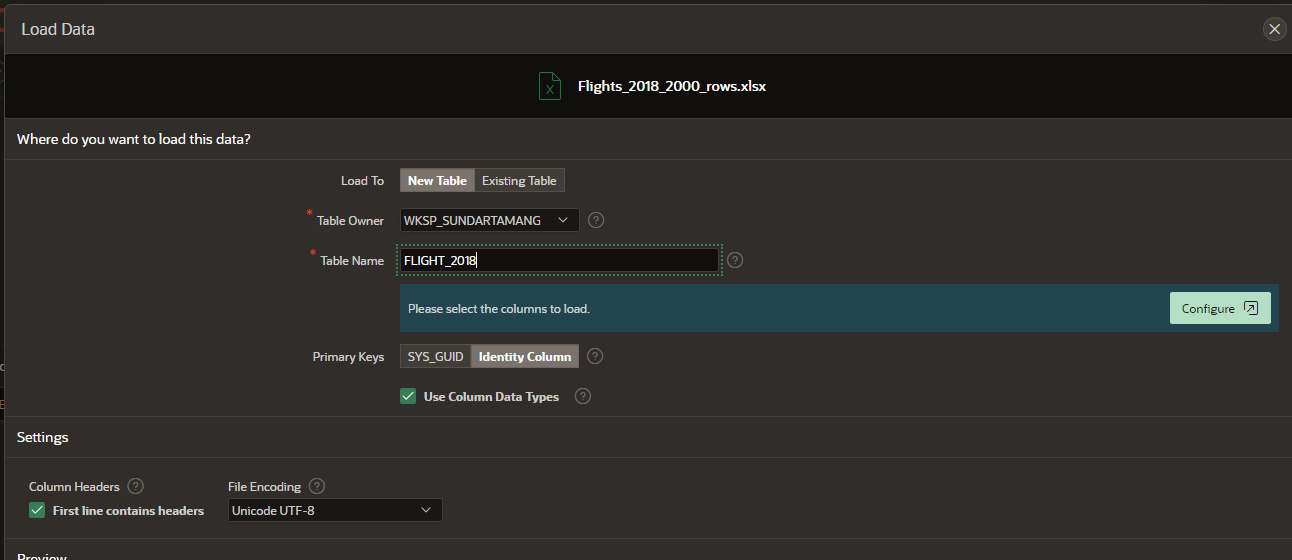 Load Data
Flights_2018_2000_rows.xlsx
Where do you want to load this data?
Load To New Table Existing Table
* Table Owner WKSP_SUNDARTAMANG
* Table Name FLIGHT_2018
Please select the columns to load. Configure
Primary Keys SYS_GUID Identity Column
Use Column Data Types
Settings
Column Headers File Encoding
First line contains headers Unicode UTF-8
Preview